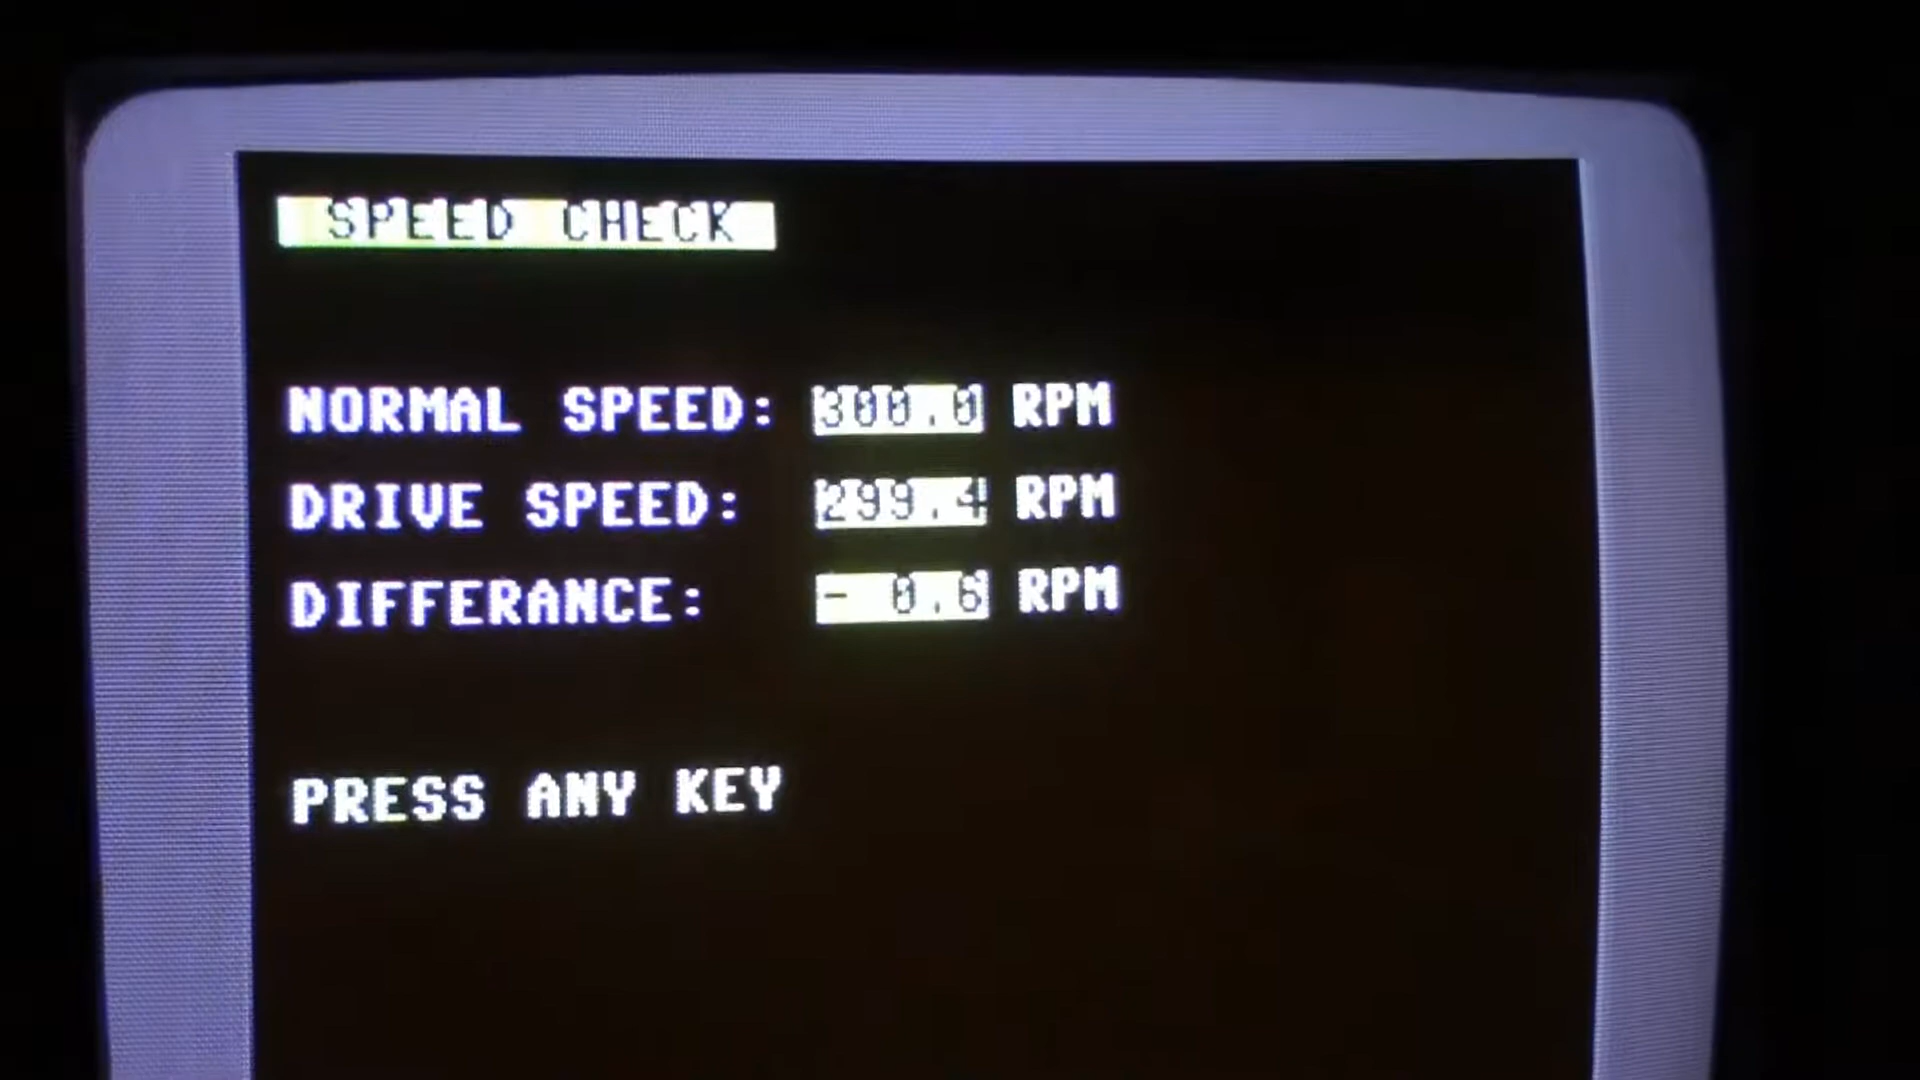 SPEED CHECK
NORMAL SPEED: 300.0 RPM
DRIVE SPEED: 299.4 RPM
DIFFERANCE: - 0.6 RPM
PRESS ANY KEY